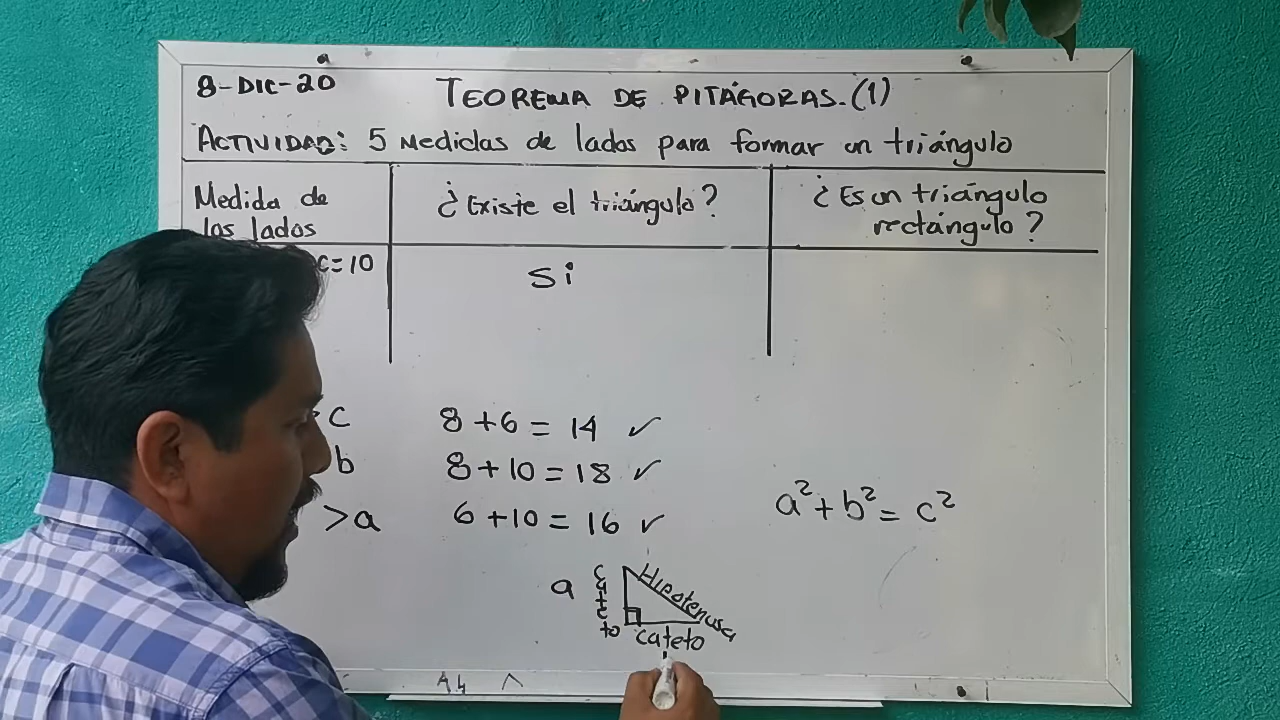 8-DIC-20 TEOREMA DE PITÁGORAS.(1)
ACTIVIDAD: 5 Medidas de lados para formar un triángulo
Medida de los lados
¿Existe el triángulo?
¿Es un triángulo rectángulo?
c=10
Si
c 8+6=14 ✓
b 8+10=18 ✓
>a 6+10=16 ✓
a²+b²=c²
a
cateto
Hipotenusa
cateto